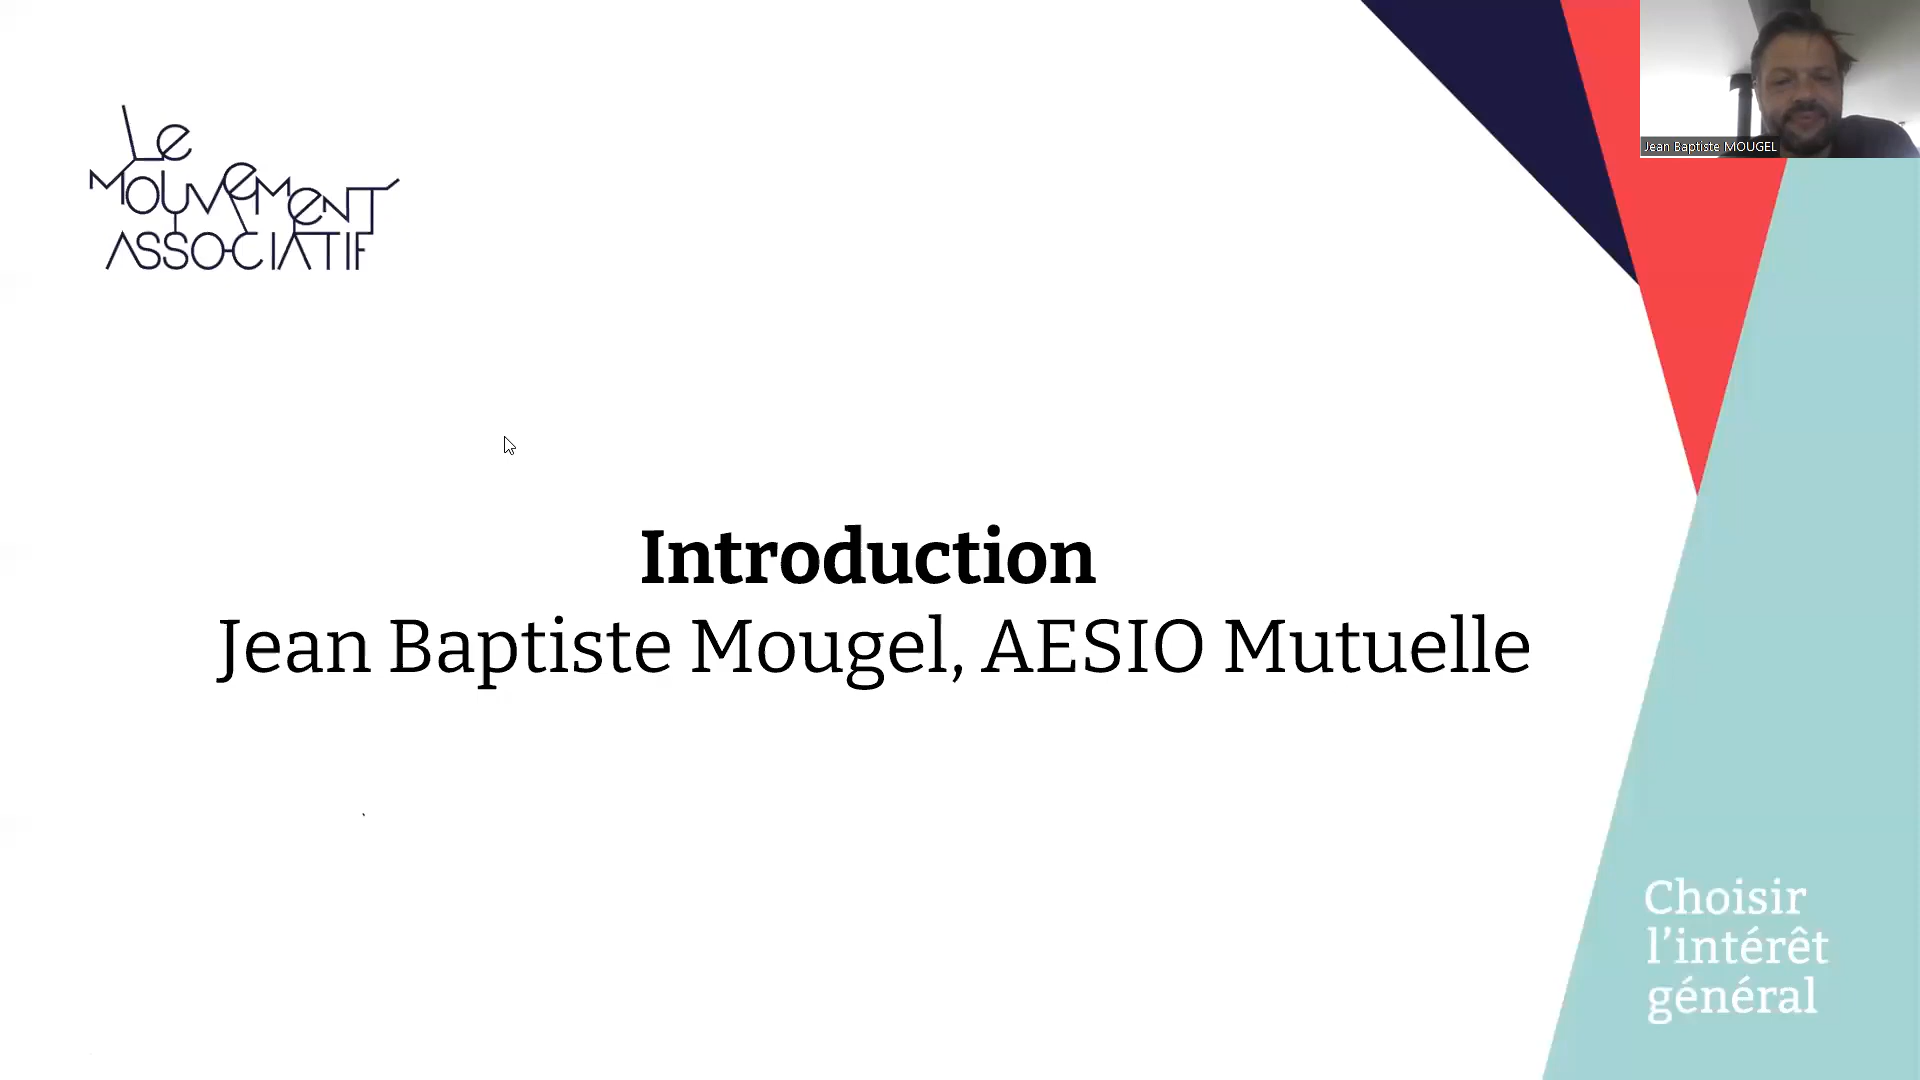 Le
Mouvement
Associatif
Jean Baptiste MOUGEL
Introduction
Jean Baptiste Mougel, AESIO Mutuelle
Choisir
l'intérêt
général